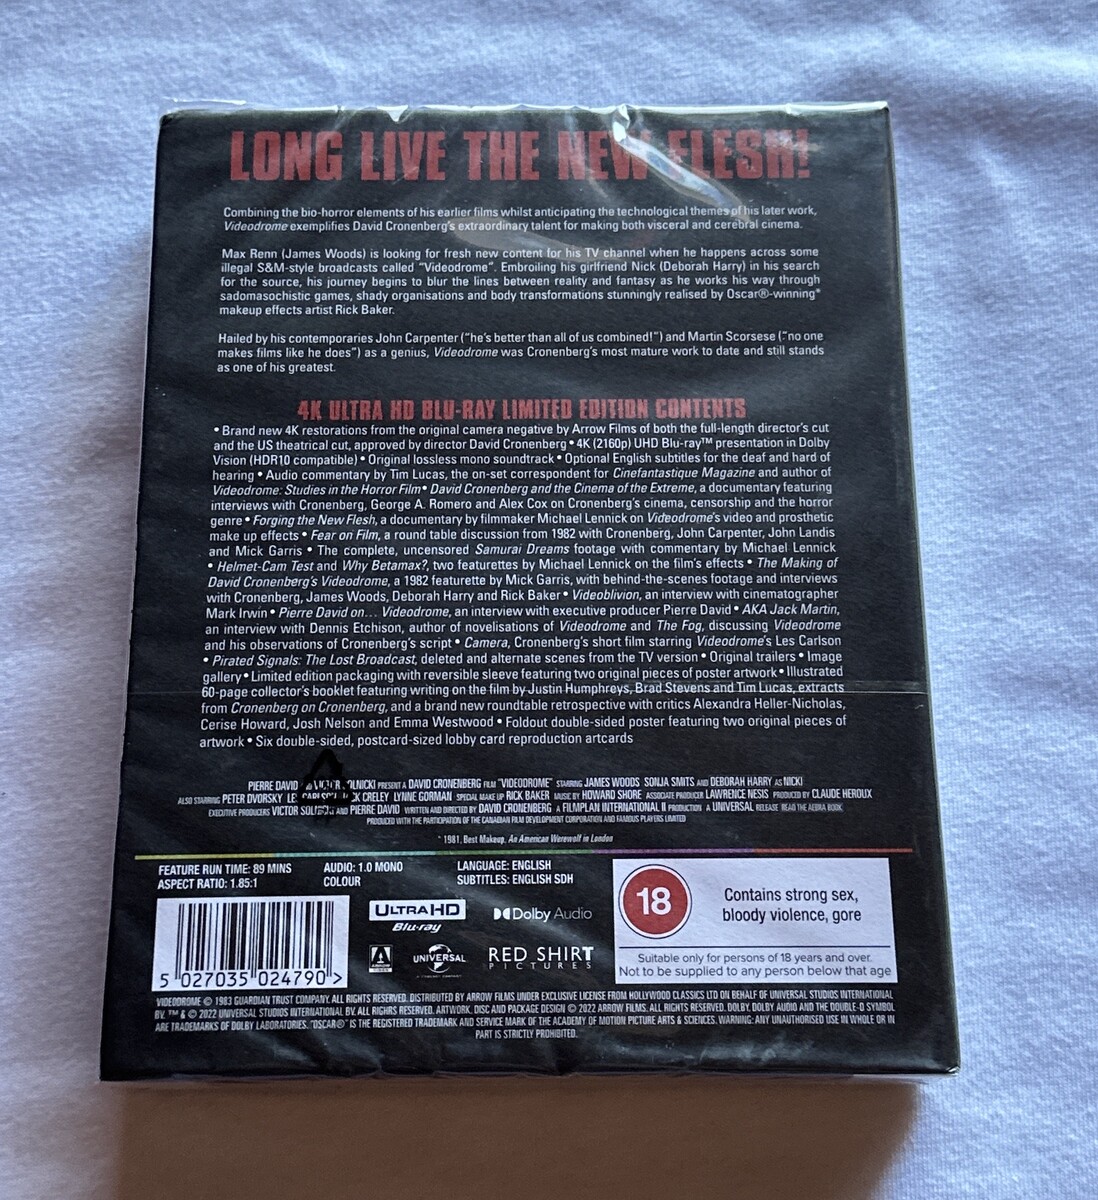 LONG LIVE THE NEW FLESH!
Combining the bio-horror elements of his earlier films whilst anticipating the technological themes of his later work,
Videodrome exemplifies David Cronenberg's extraordinary talent for making both visceral and cerebral cinema.
Max Renn (James Woods) is looking for fresh new content for his TV channel when he happens across some
illegal S&M-style broadcasts called "Videodrome". Embroiling his girlfriend Nick (Deborah Harry) in his search
for the source, his journey begins to blur the lines between reality and fantasy as he works his way through
sadomasochistic games, shady organisations and body transformations stunningly realised by Oscar®-winning*
makeup effects artist Rick Baker.
Hailed by his contemporaries John Carpenter ("he's better than all of us combined!") and Martin Scorsese ("no one
makes films like he does") as a genius, Videodrome was Cronenberg's most mature work to date and still stands
as one of his greatest.
4K ULTRA HD BLU-RAY LIMITED EDITION CONTENTS
• Brand new 4K restorations from the original camera negative by Arrow Films of both the full-length director's cut
and the US theatrical cut, approved by director David Cronenberg • 4K (2160p) UHD Blu-ray™ presentation in Dolby
Vision (HDR10 compatible) • Original lossless mono soundtrack • Optional English subtitles for the deaf and hard of
hearing • Audio commentary by Tim Lucas, the on-set correspondent for Cinefantastique Magazine and author of
Videodrome: Studies in the Horror Film • David Cronenberg and the Cinema of the Extreme, a documentary featuring
interviews with Cronenberg, George A. Romero and Alex Cox on Cronenberg's cinema, censorship and the horror
genre • Forging the New Flesh, a documentary by filmmaker Michael Lennick on Videodrome's video and prosthetic
make up effects • Fear on Film, a round table discussion from 1982 with Cronenberg, John Carpenter, John Landis
and Mick Garris • The complete, uncensored Samurai Dreams footage with commentary by Michael Lennick
• Helmet-Cam Test and Why Betamax?, two featurettes by Michael Lennick on the film's effects • The Making of
David Cronenberg's Videodrome, a 1982 featurette by Mick Garris, with behind-the-scenes footage and interviews
with Cronenberg, James Woods, Deborah Harry and Rick Baker • Videoblivion, an interview with cinematographer
Mark Irwin • Pierre David on... Videodrome, an interview with executive producer Pierre David • AKA Jack Martin,
an interview with Dennis Etchison, author of novelisations of Videodrome and The Fog, discussing Videodrome
and his observations of Cronenberg's script • Camera, Cronenberg's short film starring Videodrome's Les Carlson
• Pirated Signals: The Lost Broadcast, deleted and alternate scenes from the TV version • Original trailers • Image
gallery • Limited edition packaging with reversible sleeve featuring two original pieces of poster artwork • Illustrated
60-page collector's booklet featuring writing on the film by Justin Humphreys, Brad Stevens and Tim Lucas, extracts
from Cronenberg on Cronenberg, and a brand new roundtable retrospective with critics Alexandra Heller-Nicholas,
Cerise Howard, Josh Nelson and Emma Westwood • Foldout double-sided poster featuring two original pieces of
artwork • Six double-sided, postcard-sized lobby card reproduction artcards
PIERRE DAVID PRESENT A DAVID CRONENBERG FILM "VIDEODROME" STARRING JAMES WOODS SONJA SMITS AND DEBORAH HARRY AS NICKI
ALSO STARRING PETER DVORSKY CRELEY LYNNE GORMAN SPECIAL MAKE UP RICK BAKER MUSIC BY HOWARD SHORE ASSOCIATE PRODUCER LAWRENCE NESIS PRODUCED BY CLAUDE HEROUX
EXECUTIVE PRODUCERS VICTOR AND PIERRE DAVID WRITTEN AND DIRECTED BY DAVID CRONENBERG A FILMPLAN INTERNATIONAL II PRODUCTION A UNIVERSAL RELEASE READ THE BOOK
PRODUCED WITH THE PARTICIPATION OF THE CANADIAN FILM DEVELOPMENT CORPORATION AND FAMOUS PLAYERS LIMITED
* 1981, Best Makeup, An American Werewolf in London
FEATURE RUN TIME: 89 MINS
ASPECT RATIO: 1.85:1
AUDIO: 1.0 MONO
COLOUR
LANGUAGE: ENGLISH
SUBTITLES: ENGLISH SDH
5 027035 024790 >
ULTRA HD
Blu-ray
Dolby Audio
ARROW
UNIVERSAL
RED SHIRT
PICTURES
18
Contains strong sex,
bloody violence, gore
Suitable only for persons of 18 years and over.
Not to be supplied to any person below that age
VIDEODROME © 1983 GUARDIAN TRUST COMPANY. ALL RIGHTS RESERVED. DISTRIBUTED BY ARROW FILMS UNDER EXCLUSIVE LICENSE FROM HOLLYWOOD CLASSICS LTD ON BEHALF OF UNIVERSAL STUDIOS INTERNATIONAL
BV. ™ & © 2022 UNIVERSAL STUDIOS INTERNATIONAL BV. ALL RIGHTS RESERVED. ARTWORK, DISC AND PACKAGE DESIGN © 2022 ARROW FILMS. ALL RIGHTS RESERVED. DOLBY, DOLBY AUDIO AND THE DOUBLE-D SYMBOL
ARE TRADEMARKS OF DOLBY LABORATORIES. "OSCAR®" IS THE REGISTERED TRADEMARK AND SERVICE MARK OF THE ACADEMY OF MOTION PICTURE ARTS & SCIENCES. WARNING: ANY UNAUTHORISED USE IN WHOLE OR IN
PART IS STRICTLY PROHIBITED.